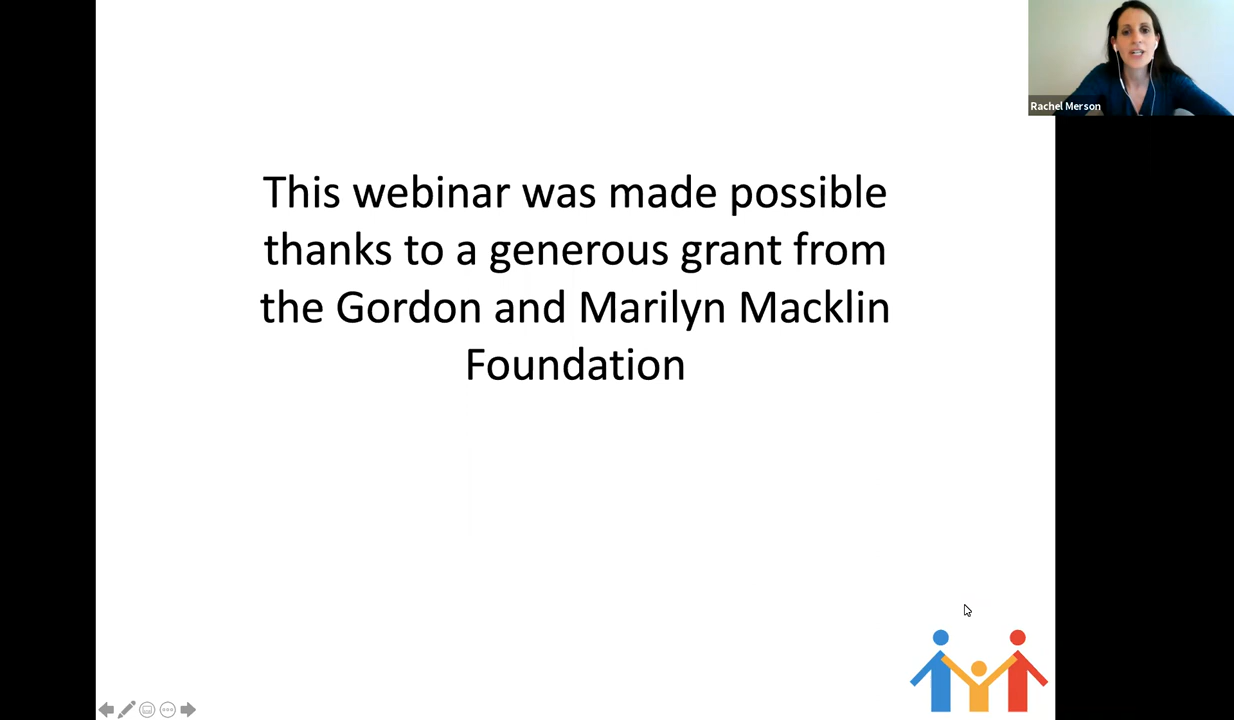 Rachel Merson
This webinar was made possible
thanks to a generous grant from
the Gordon and Marilyn Macklin
Foundation